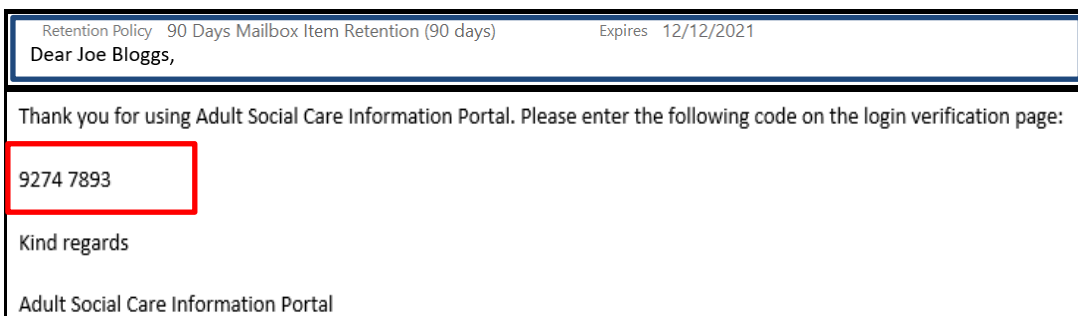 Retention Policy 90 Days Mailbox Item Retention (90 days) Expires 12/12/2021
Dear Joe Bloggs,
Thank you for using Adult Social Care Information Portal. Please enter the following code on the login verification page:
9274 7893
Kind regards
Adult Social Care Information Portal